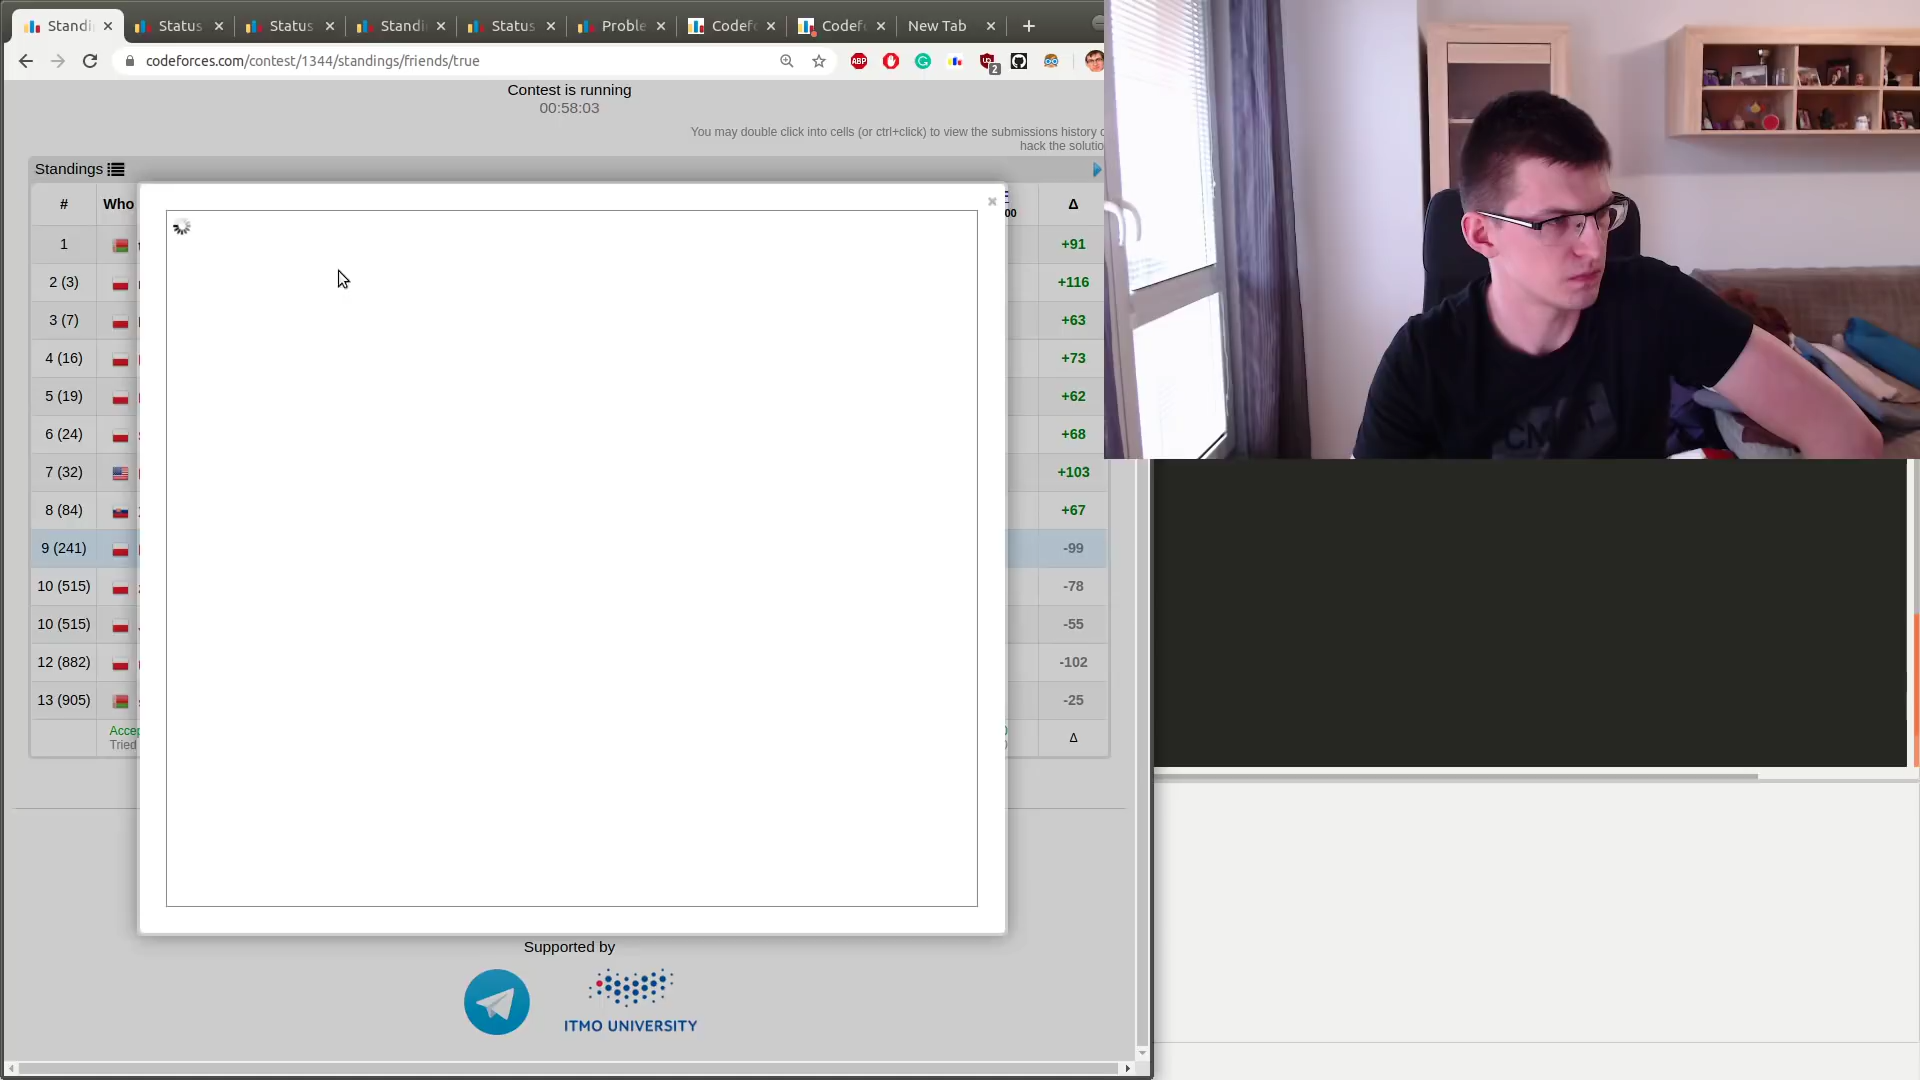 Standi
Status
Status
Standi
Status
Proble
Codefo
Codef
New Tab
codeforces.com/contest/1344/standings/friends/true
ABP
2
Contest is running
00:58:03
You may double click into cells (or ctrl+click) to view the submissions history o
hack the solutio
Standings
# Who 00 Δ
1 +91
2 (3) +116
3 (7) +63
4 (16) +73
5 (19) +62
6 (24) +68
7 (32) +103
8 (84) +67
9 (241) -99
10 (515) -78
10 (515) -55
12 (882) -102
13 (905) -25
Accep
Tried
Δ
Supported by
ITMO UNIVERSITY